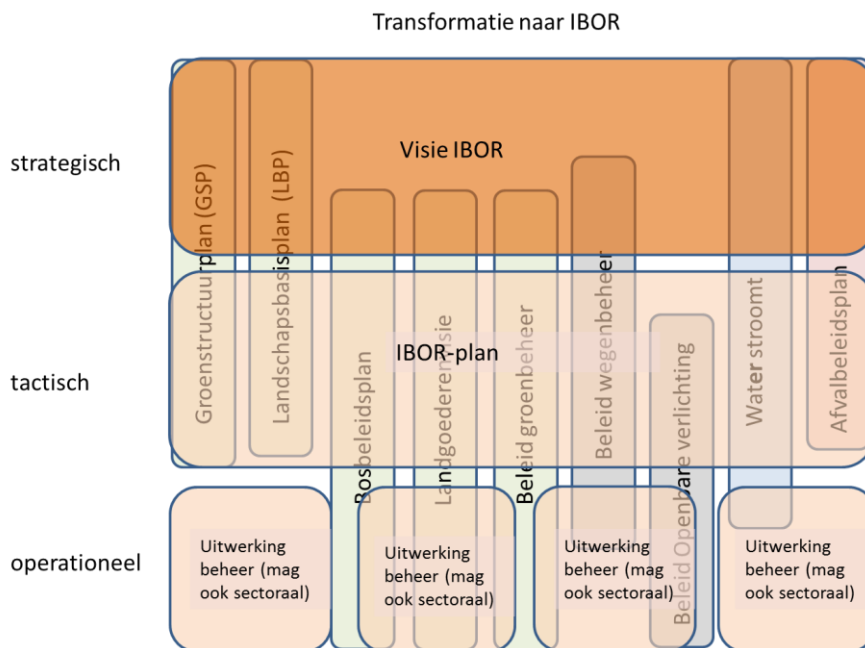 Transformatie naar IBOR
strategisch
Visie IBOR
Groenstructuurplan (GSP)
Landschapsbasisplan (LBP)
Bosbeleidsplan
Landgoederenvisie
Beleid groenbeheer
Beleid wegenbeheer
Beleid Openbare verlichting
Water stroomt
Afvalbeleidsplan
tactisch
IBOR-plan
operationeel
Uitwerking
beheer (mag
ook sectoraal)
Uitwerking
beheer (mag
ook sectoraal)
Uitwerking
beheer (mag
ook sectoraal)
Uitwerking
beheer (mag
ook sectoraal)